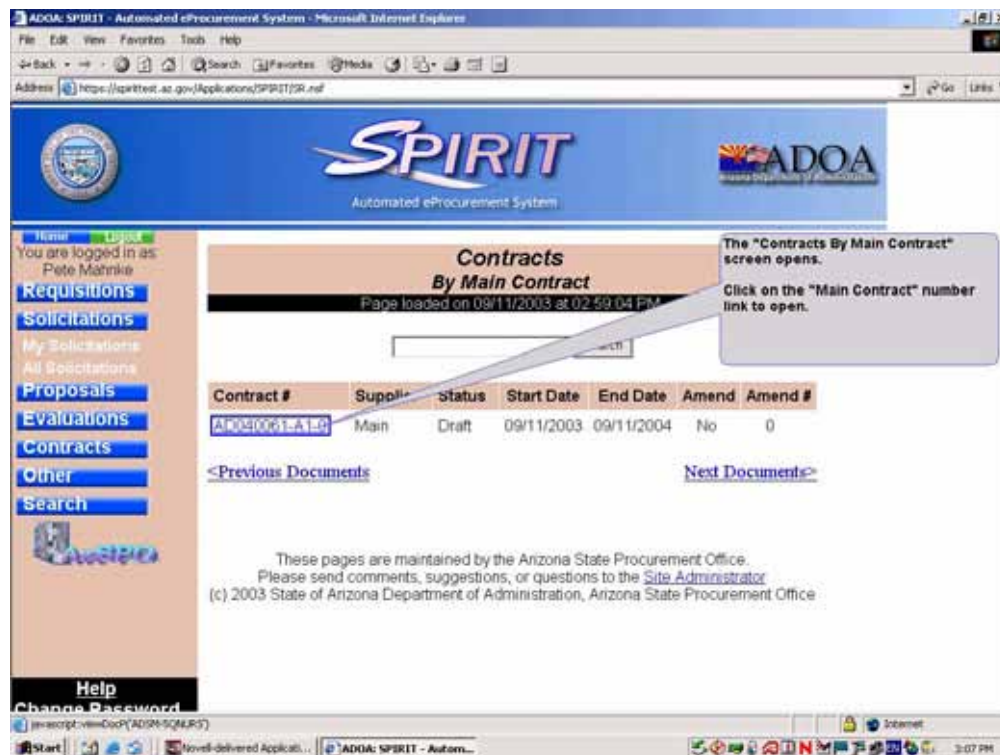 ADOA: SPIRIT - Automated eProcurement System - Microsoft Internet Explorer
File Edit View Favorites Tools Help
Back Search Favorites Media
Address https://spirittest.az.gov/Applications/SPIRIT/SR.nsf Go Links
SPIRIT
Automated eProcurement System
ADOA
Home Logout
You are logged in as:
Pete Mahnke
Requisitions
Solicitations
My Solicitations
All Solicitations
Proposals
Evaluations
Contracts
Other
Search
Contracts
By Main Contract
Page loaded on 09/11/2003 at 02:59:04 PM
The "Contracts By Main Contract"
screen opens.
Click on the "Main Contract" number
link to open.
Contract # Supplie Status Start Date End Date Amend Amend #
AD040061-A1-0 Main Draft 09/11/2003 09/11/2004 No 0
<Previous Documents Next Documents>
These pages are maintained by the Arizona State Procurement Office.
Please send comments, suggestions, or questions to the Site Administrator
(c) 2003 State of Arizona Department of Administration, Arizona State Procurement Office
Help
Change Password
Internet
Start Novell-delivered Applicati... ADOA: SPIRIT - Autom... 3:07 PM